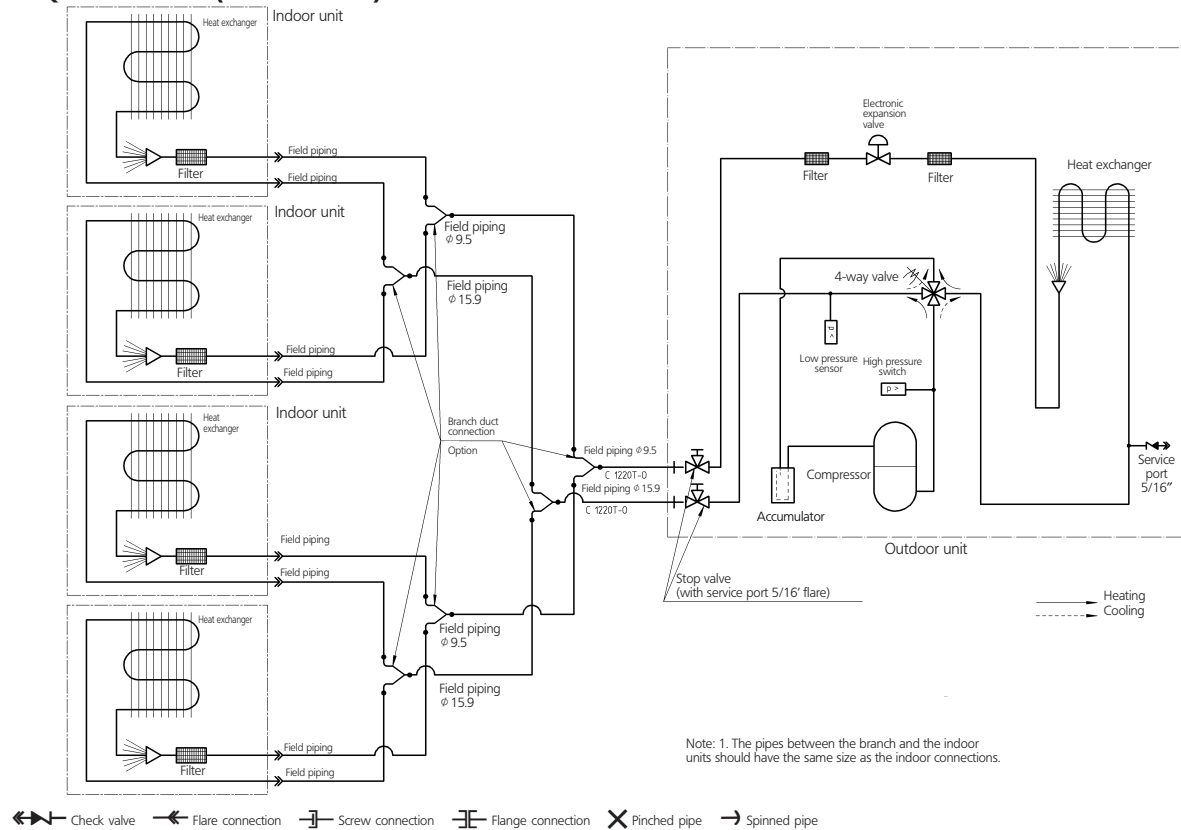 Heat exchanger
Indoor unit
Filter
Field piping
Field piping
Heat exchanger
Indoor unit
Filter
Field piping
Field piping
Heat
exchanger
Indoor unit
Filter
Field piping
Field piping
Heat exchanger
Filter
Field piping
Field piping
Field piping
ϕ 9.5
Field piping
ϕ 15.9
Branch duct
connection
Option
Field piping ϕ 9.5
C 1220T-O
Field piping ϕ 15.9
C 1220T-O
Field piping
ϕ 9.5
Field piping
ϕ 15.9
Electronic
expansion
valve
Filter
Filter
Heat exchanger
4-way valve
Low pressure
sensor
High pressure
switch
p >
p >
Compressor
Accumulator
Service
port
5/16″
Outdoor unit
Stop valve
(with service port 5/16' flare)
Heating
Cooling
Note: 1. The pipes between the branch and the indoor
units should have the same size as the indoor connections.
Check valve
Flare connection
Screw connection
Flange connection
Pinched pipe
Spinned pipe